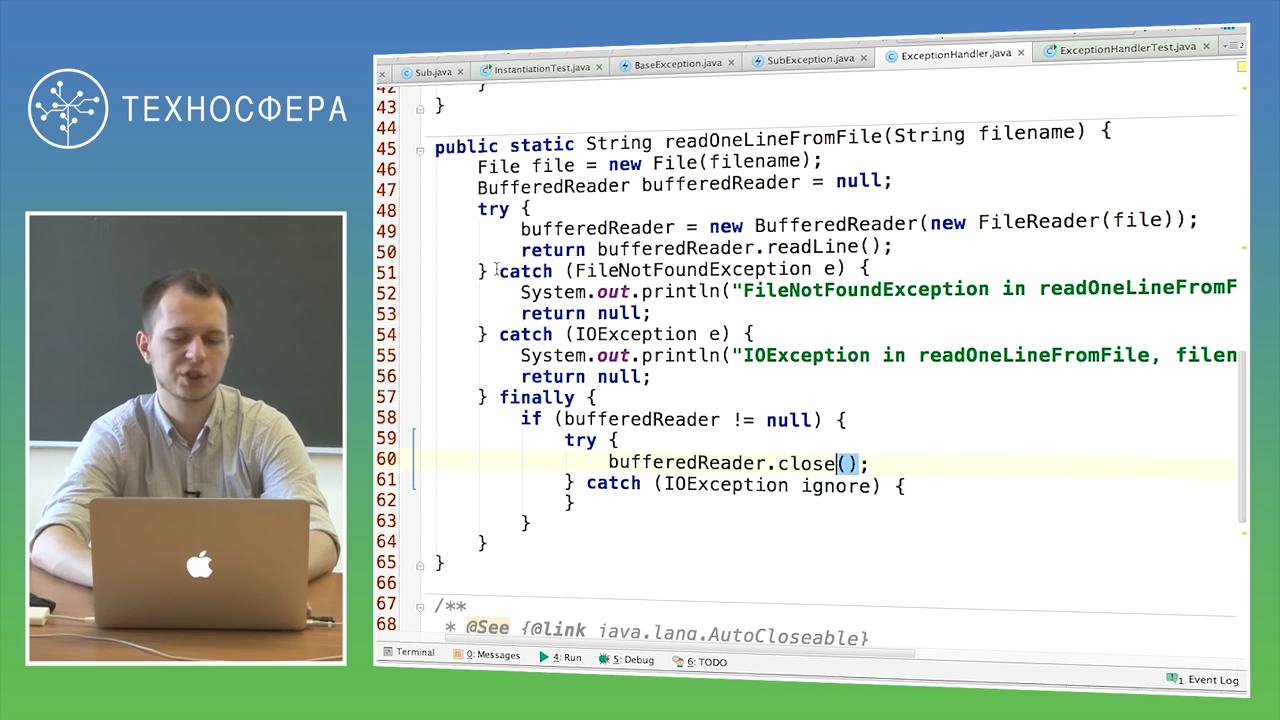 ТЕХНОСФЕРА
Sub.java
InstantiationTest.java
BaseException.java
SubException.java
ExceptionHandler.java
ExceptionHandlerTest.java
42 }
43 }
44
45 public static String readOneLineFromFile(String filename) {
46 File file = new File(filename);
47 BufferedReader bufferedReader = null;
48 try {
49 bufferedReader = new BufferedReader(new FileReader(file));
50 return bufferedReader.readLine();
51 } catch (FileNotFoundException e) {
52 System.out.println("FileNotFoundException in readOneLineFromF
53 return null;
54 } catch (IOException e) {
55 System.out.println("IOException in readOneLineFromFile, filen
56 return null;
57 } finally {
58 if (bufferedReader != null) {
59 try {
60 bufferedReader.close();
61 } catch (IOException ignore) {
62 }
63 }
64 }
65 }
66
67 /**
68 * @See {@link java.lang.AutoCloseable}
Terminal
0: Messages
4: Run
5: Debug
6: TODO
1 Event Log